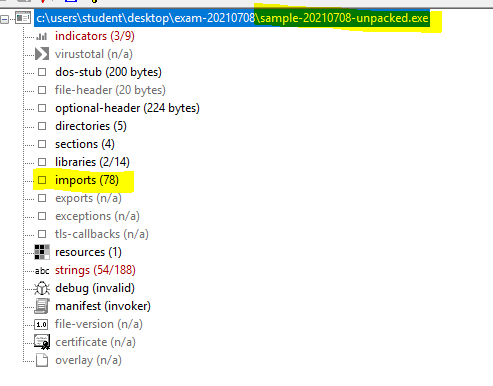 c:\users\student\desktop\exam-20210708\sample-20210708-unpacked.exe
indicators (3/9)
virustotal (n/a)
dos-stub (200 bytes)
file-header (20 bytes)
optional-header (224 bytes)
directories (5)
sections (4)
libraries (2/14)
imports (78)
exports (n/a)
exceptions (n/a)
tls-callbacks (n/a)
resources (1)
abc strings (54/188)
debug (invalid)
manifest (invoker)
1.0 file-version (n/a)
certificate (n/a)
overlay (n/a)